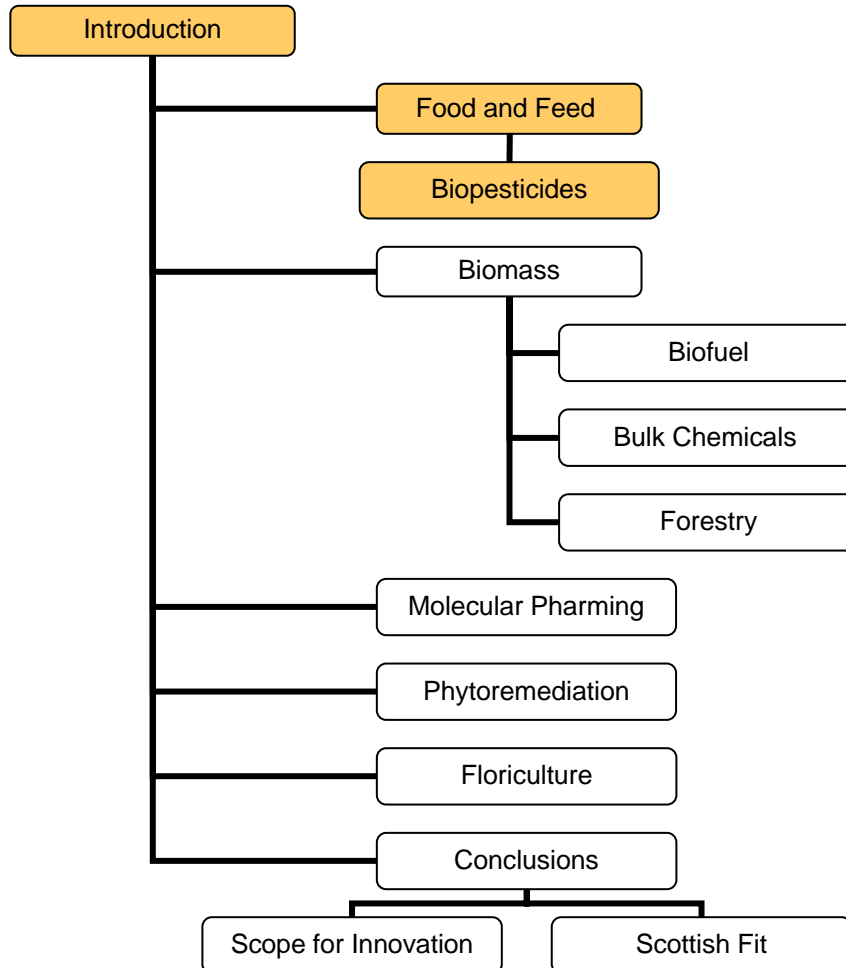 Introduction
Food and Feed
Biopesticides
Biomass
Biofuel
Bulk Chemicals
Forestry
Molecular Pharming
Phytoremediation
Floriculture
Conclusions
Scope for Innovation
Scottish Fit